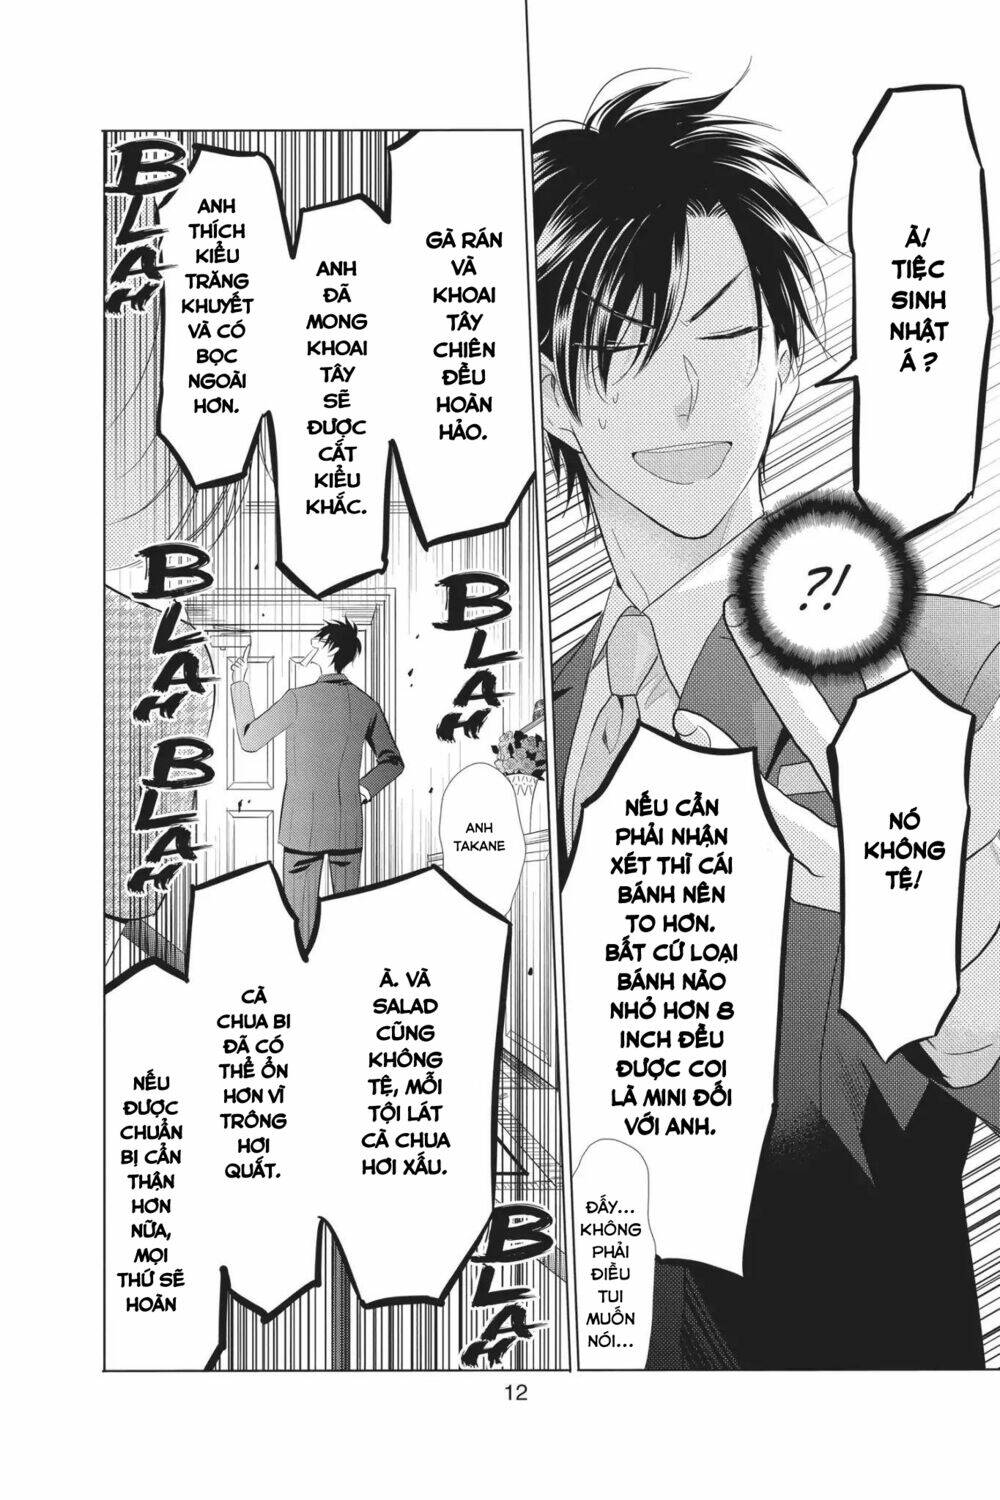 À!
TIỆC
SINH
NHẬT
Á?
?!
NÓ
KHÔNG
TỆ!
NẾU CẦN
PHẢI NHẬN
XÉT THÌ CÁI
BÁNH NÊN
TO HƠN.
BẤT CỨ LOẠI
BÁNH NÀO
NHỎ HƠN 8
INCH ĐỀU
ĐƯỢC COI
LÀ MINI ĐỐI
VỚI ANH.
ĐẤY...
KHÔNG
PHẢI
ĐIỀU
TUI
MUỐN
NÓI...
GÀ RÁN
VÀ
KHOAI
TÂY
CHIÊN
ĐỀU
HOÀN
HẢO.
ANH
ĐÃ
MONG
KHOAI
TÂY
SẼ
ĐƯỢC
CẮT
KIỂU
KHÁC.
ANH
THÍCH
KIỂU
TRĂNG
KHUYẾT
VÀ CÓ
BỌC
NGOÀI
HƠN.
BLAH
BLAH
BLAH
BLAH
ANH
TAKANE
À. VÀ
SALAD
CŨNG
KHÔNG
TỆ, MỖI
TỘI LÁT
CÀ CHUA
HƠI XẤU.
CÀ
CHUA BI
ĐÃ CÓ
THỂ ỔN
HƠN VÌ
TRÔNG
HƠI
QUẮT.
NẾU
ĐƯỢC
CHUẨN
BỊ CẨN
THẬN
HƠN
NỮA,
MỌI
THỨ SẼ
HOÀN
BLAH
12